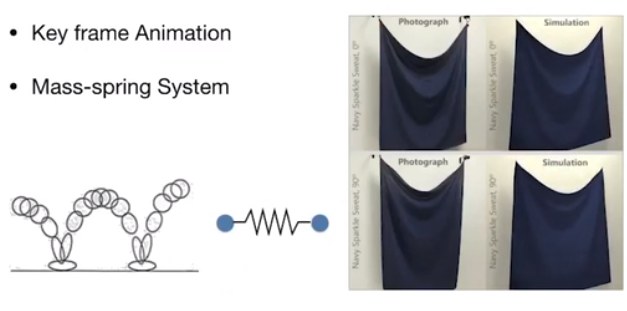 • Key frame Animation
• Mass-spring System
Photograph
Simulation
Navy Sparkle Sweat, 0°
Navy Sparkle Sweat, 0°
Photograph
Simulation
Navy Sparkle Sweat, 90°
Navy Sparkle Sweat, 90°